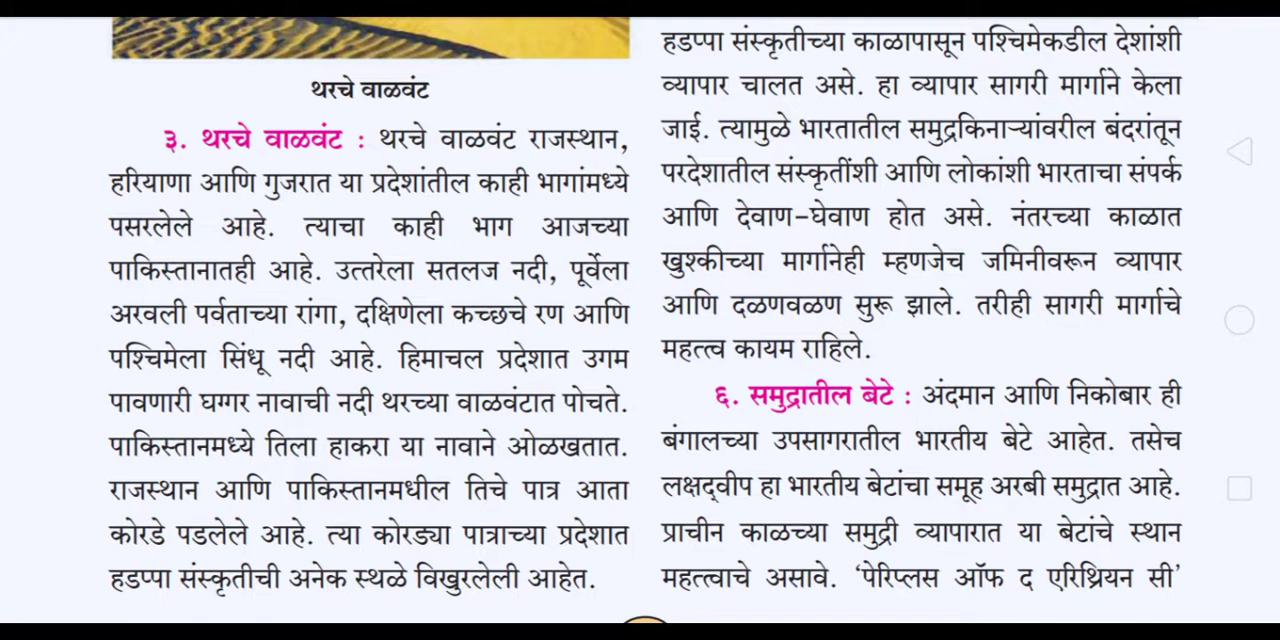 थरचे वाळवंट
३. थरचे वाळवंट : थरचे वाळवंट राजस्थान,
हरियाणा आणि गुजरात या प्रदेशांतील काही भागांमध्ये
पसरलेले आहे. त्याचा काही भाग आजच्या
पाकिस्तानातही आहे. उत्तरेला सतलज नदी, पूर्वेला
अरवली पर्वताच्या रांगा, दक्षिणेला कच्छचे रण आणि
पश्चिमेला सिंधू नदी आहे. हिमाचल प्रदेशात उगम
पावणारी घग्गर नावाची नदी थरच्या वाळवंटात पोचते.
पाकिस्तानमध्ये तिला हाकरा या नावाने ओळखतात.
राजस्थान आणि पाकिस्तानमधील तिचे पात्र आता
कोरडे पडलेले आहे. त्या कोरड्या पात्राच्या प्रदेशात
हडप्पा संस्कृतीची अनेक स्थळे विखुरलेली आहेत.
हडप्पा संस्कृतीच्या काळापासून पश्चिमेकडील देशांशी
व्यापार चालत असे. हा व्यापार सागरी मार्गाने केला
जाई. त्यामुळे भारतातील समुद्रकिनाऱ्यांवरील बंदरांतून
परदेशातील संस्कृतींशी आणि लोकांशी भारताचा संपर्क
आणि देवाण-घेवाण होत असे. नंतरच्या काळात
खुश्कीच्या मार्गानेही म्हणजेच जमिनीवरून व्यापार
आणि दळणवळण सुरू झाले. तरीही सागरी मार्गाचे
महत्त्व कायम राहिले.
६. समुद्रातील बेटे : अंदमान आणि निकोबार ही
बंगालच्या उपसागरातील भारतीय बेटे आहेत. तसेच
लक्षद्‌वीप हा भारतीय बेटांचा समूह अरबी समुद्रात आहे.
प्राचीन काळच्या समुद्री व्यापारात या बेटांचे स्थान
महत्त्वाचे असावे. ‘पेरिप्लस ऑफ द एरिथ्रियन सी’